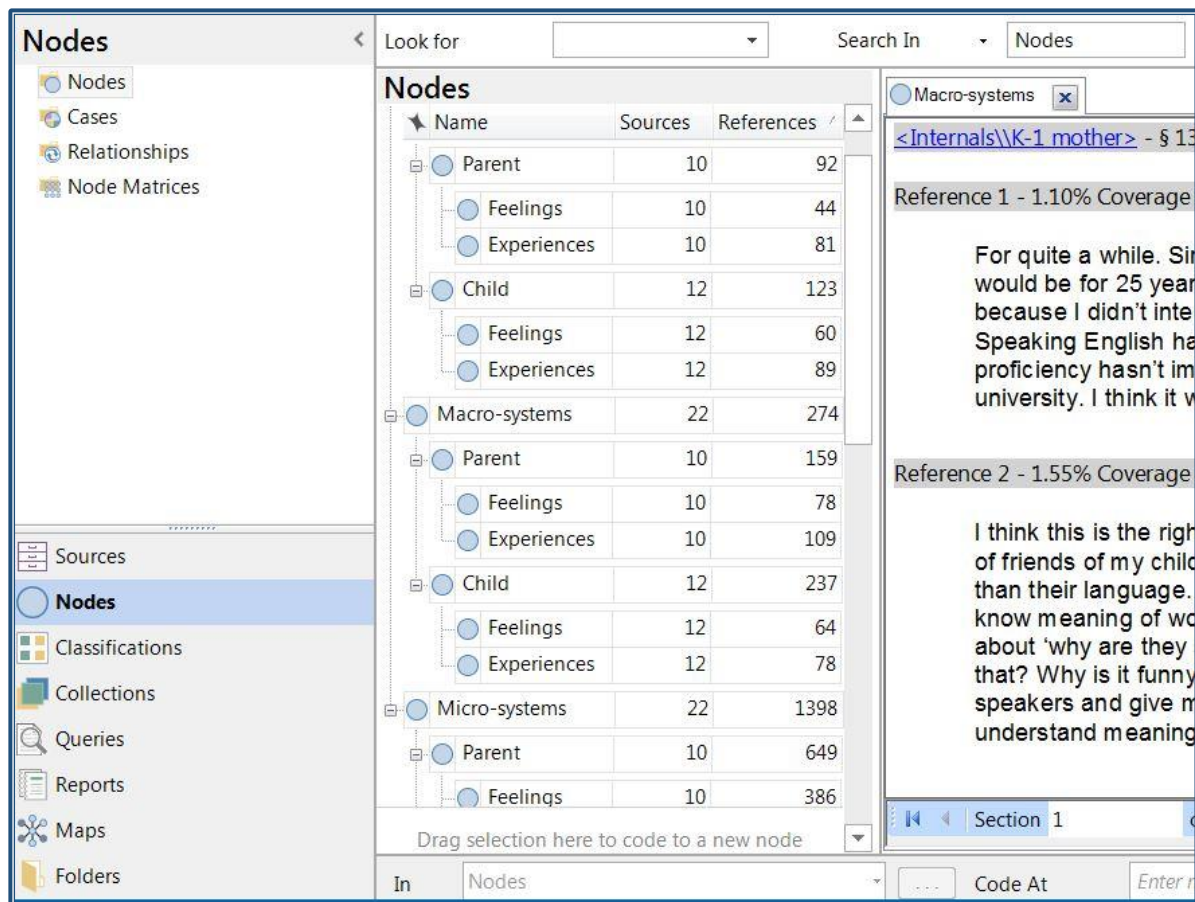 Nodes
Nodes
Cases
Relationships
Node Matrices
Sources
Nodes
Classifications
Collections
Queries
Reports
Maps
Folders
Look for
Search In
Nodes
Nodes
Name Sources References
Parent 10 92
Feelings 10 44
Experiences 10 81
Child 12 123
Feelings 12 60
Experiences 12 89
Macro-systems 22 274
Parent 10 159
Feelings 10 78
Experiences 10 109
Child 12 237
Feelings 12 64
Experiences 12 78
Micro-systems 22 1398
Parent 10 649
Feelings 10 386
Drag selection here to code to a new node
Macro-systems
<Internals\\K-1 mother> - § 13
Reference 1 - 1.10% Coverage
For quite a while.
would be for 25
because I didn't
Speaking English
proficiency hasn't
university. I think it
Reference 2 - 1.55% Coverage
I think this is the
of friends of my
than their language.
know meaning of
about 'why are they
that? Why is it funny
speakers and give
understand meaning
Section 1
In Nodes ... Code At Enter